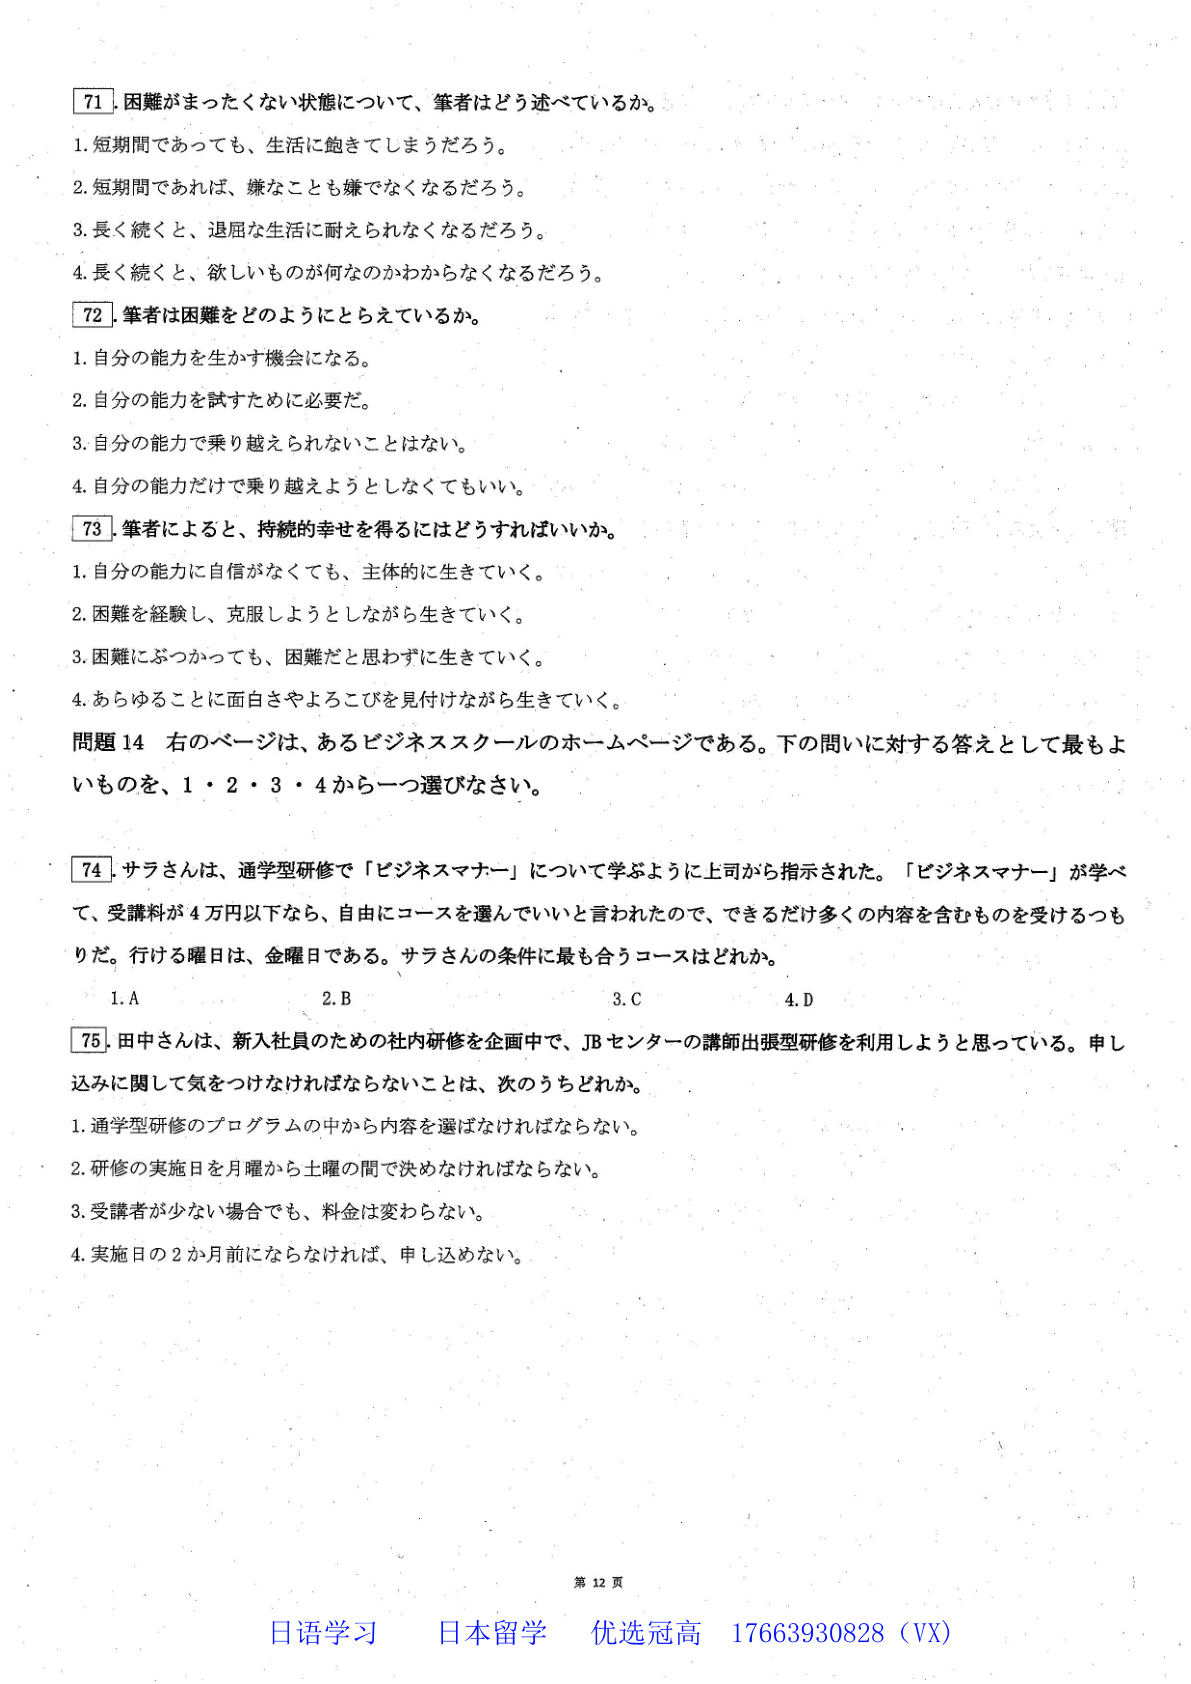 71.困難がまったくない状態について、筆者はどう述べているか。
1.短期間であっても、生活に飽きてしまうだろう。
2.短期間であれば、嫌なことも嫌でなくなるだろう。
3.長く続くと、退屈な生活に耐えられなくなるだろう。
4.長く続くと、欲しいものが何なのかわからなくなるだろう。
72.筆者は困難をどのようにとらえているか。
1.自分の能力を生かす機会になる。
2.自分の能力を試すために必要だ。
3.自分の能力で乗り越えられないことはない。
4.自分の能力だけで乗り越えようとしなくてもいい。
73.筆者によると、持続的幸せを得るにはどうすればいいか。
1.自分の能力に自信がなくても、主体的に生きていく。
2.困難を経験し、克服しようとしながら生きていく。
3.困難にぶつかっても、困難だと思わずに生きていく。
4.あらゆることに面白さやよろこびを見付けながら生きていく。
問題14　右のページは、あるビジネススクールのホームページである。下の問いに対する答えとして最もよ
いものを、1・2・3・4から一つ選びなさい。
74.サラさんは、通学型研修で「ビジネスマナー」について学ぶように上司から指示された。「ビジネスマナー」が学べ
て、受講料が4万円以下なら、自由にコースを選んでいいと言われたので、できるだけ多くの内容を含むものを受けるつも
りだ。行ける曜日は、金曜日である。サラさんの条件に最も合うコースはどれか。
1.A 2.B 3.C 4.D
75.田中さんは、新入社員のための社内研修を企画中で、JBセンターの講師出張型研修を利用しようと思っている。申し
込みに関して気をつけなければならないことは、次のうちどれか。
1.通学型研修のプログラムの中から内容を選ばなければならない。
2.研修の実施日を月曜から土曜の間で決めなければならない。
3.受講者が少ない場合でも、料金は変わらない。
4.実施日の2か月前にならなければ、申し込めない。
第 12 页
日语学习 日本留学 优选冠高 17663930828（VX）